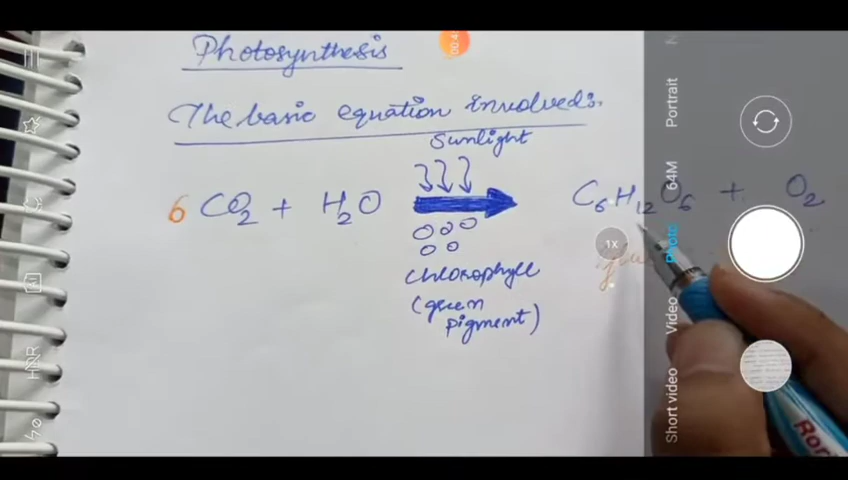 Photosynthesis
The basic equation involved:
Sunlight
6 CO2 + H2O C6H12O6 + O2
chlorophyll
(green
pigment)
Portrait
64M
Photo
1X
Video
Short video
HDR